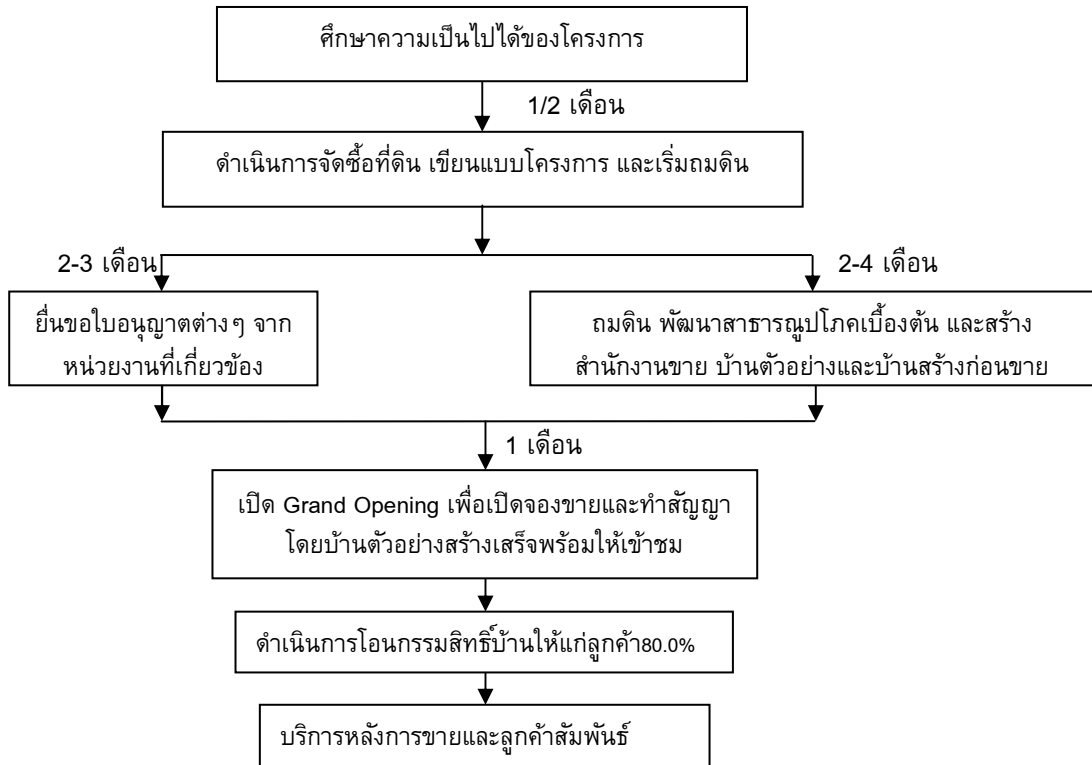 ศึกษาความเป็นไปได้ของโครงการ
1/2 เดือน
ดำเนินการจัดซื้อที่ดิน เขียนแบบโครงการ และเริ่มถมดิน
2-3 เดือน
2-4 เดือน
ยื่นขอใบอนุญาตต่างๆ จาก
หน่วยงานที่เกี่ยวข้อง
ถมดิน พัฒนาสาธารณูปโภคเบื้องต้น และสร้าง
สำนักงานขาย บ้านตัวอย่างและบ้านสร้างก่อนขาย
1 เดือน
เปิด Grand Opening เพื่อเปิดจองขายและทำสัญญา
โดยบ้านตัวอย่างสร้างเสร็จพร้อมให้เข้าชม
ดำเนินการโอนกรรมสิทธิ์บ้านให้แก่ลูกค้า80.0%
บริการหลังการขายและลูกค้าสัมพันธ์